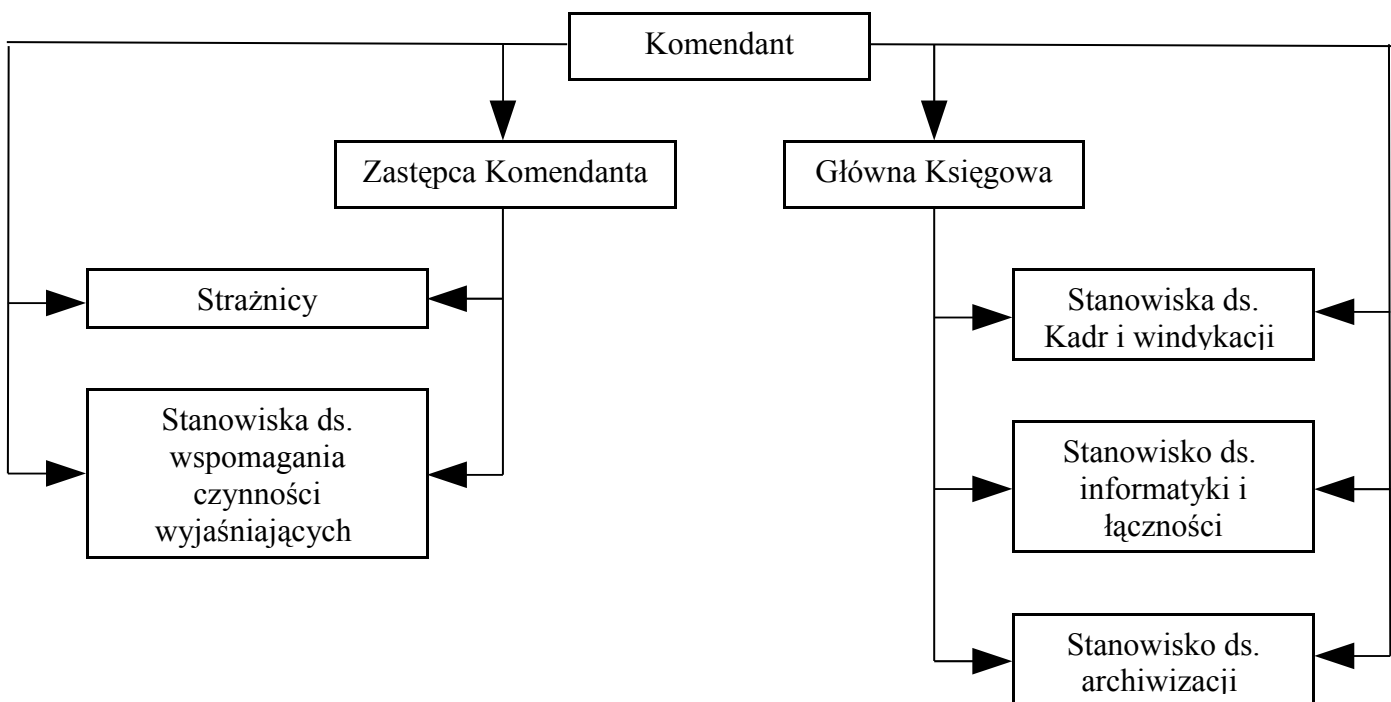 Komendant
Zastępca Komendanta
Główna Księgowa
Strażnicy
Stanowiska ds.
wspomagania
czynności
wyjaśniających
Stanowiska ds.
Kadr i windykacji
Stanowisko ds.
informatyki i
łączności
Stanowisko ds.
archiwizacji